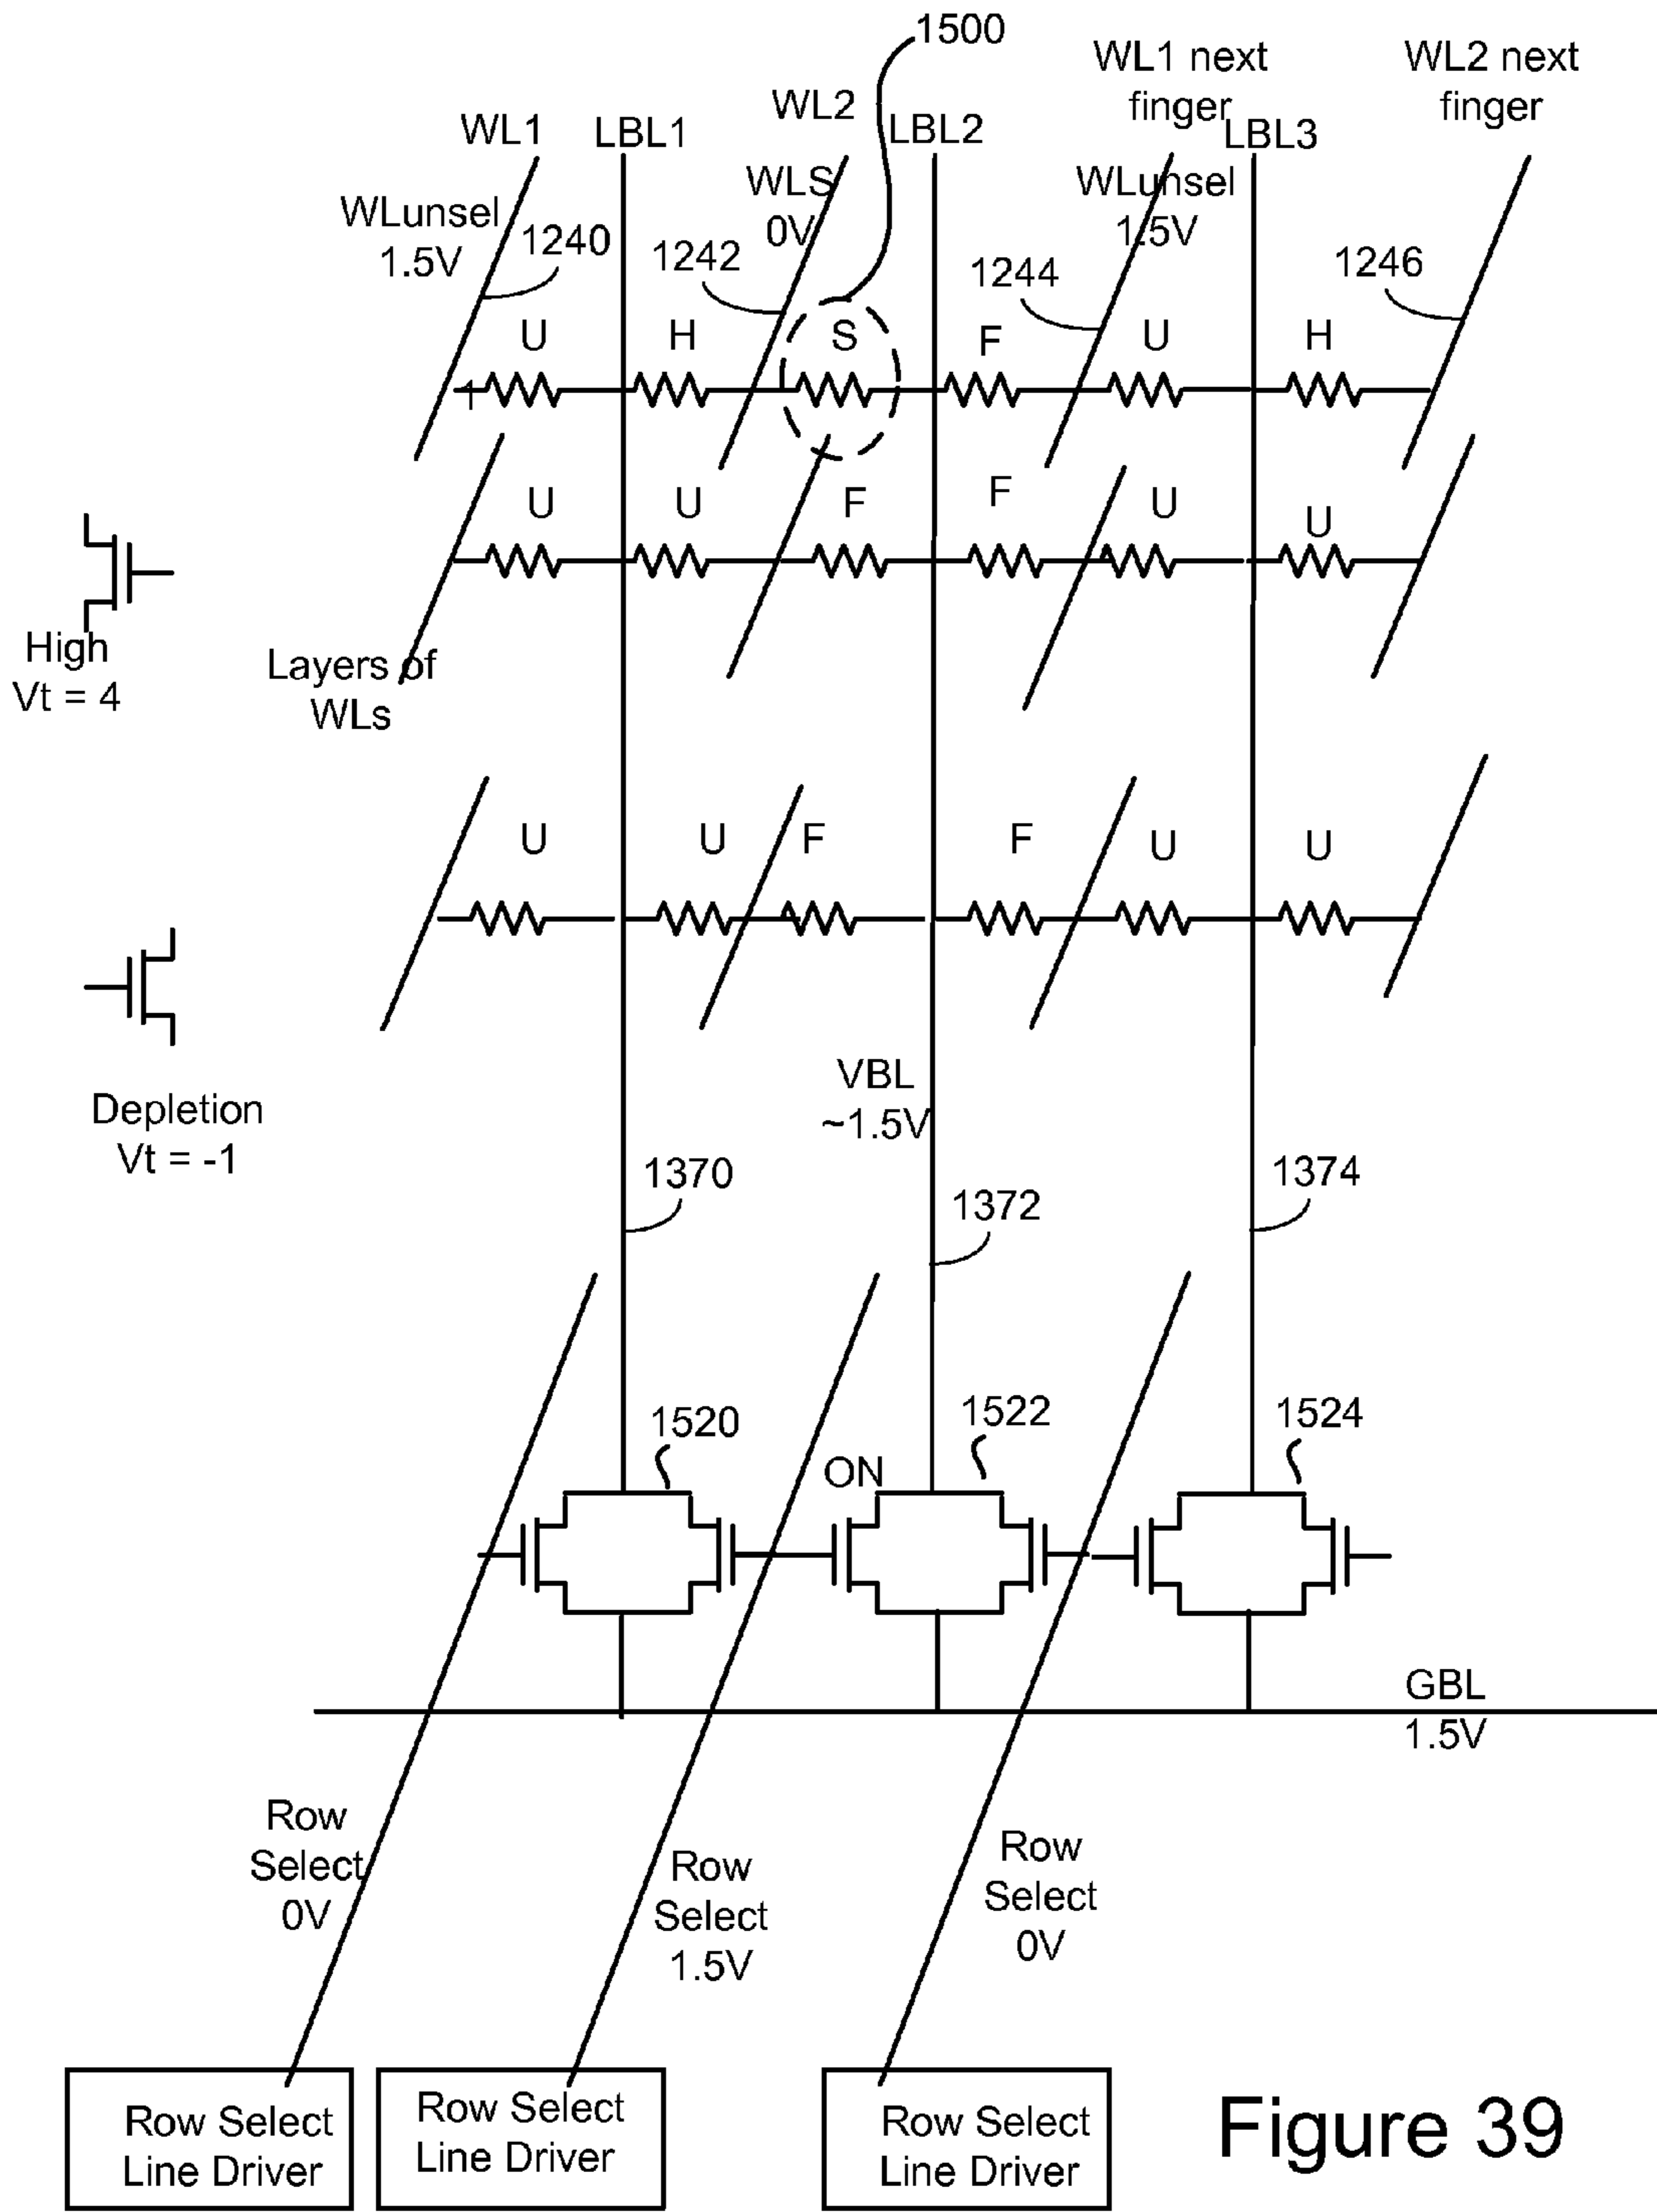 1500
WL1 next
finger
WL2 next
finger
WL2
WL1
LBL1
LBL2
LBL3
WLS
0V
WLunsel
1.5V
WLunsel
1.5V
1240
1242
1244
1246
U
H
S
F
U
H
1
U
U
F
F
U
U
High
Vt = 4
Layers of
WLs
U
U
F
F
U
U
Depletion
Vt = -1
VBL
~1.5V
1370
1372
1374
1520
1522
1524
ON
GBL
1.5V
Row
Select
0V
Row
Select
1.5V
Row
Select
0V
Row Select
Line Driver
Row Select
Line Driver
Row Select
Line Driver
Figure 39